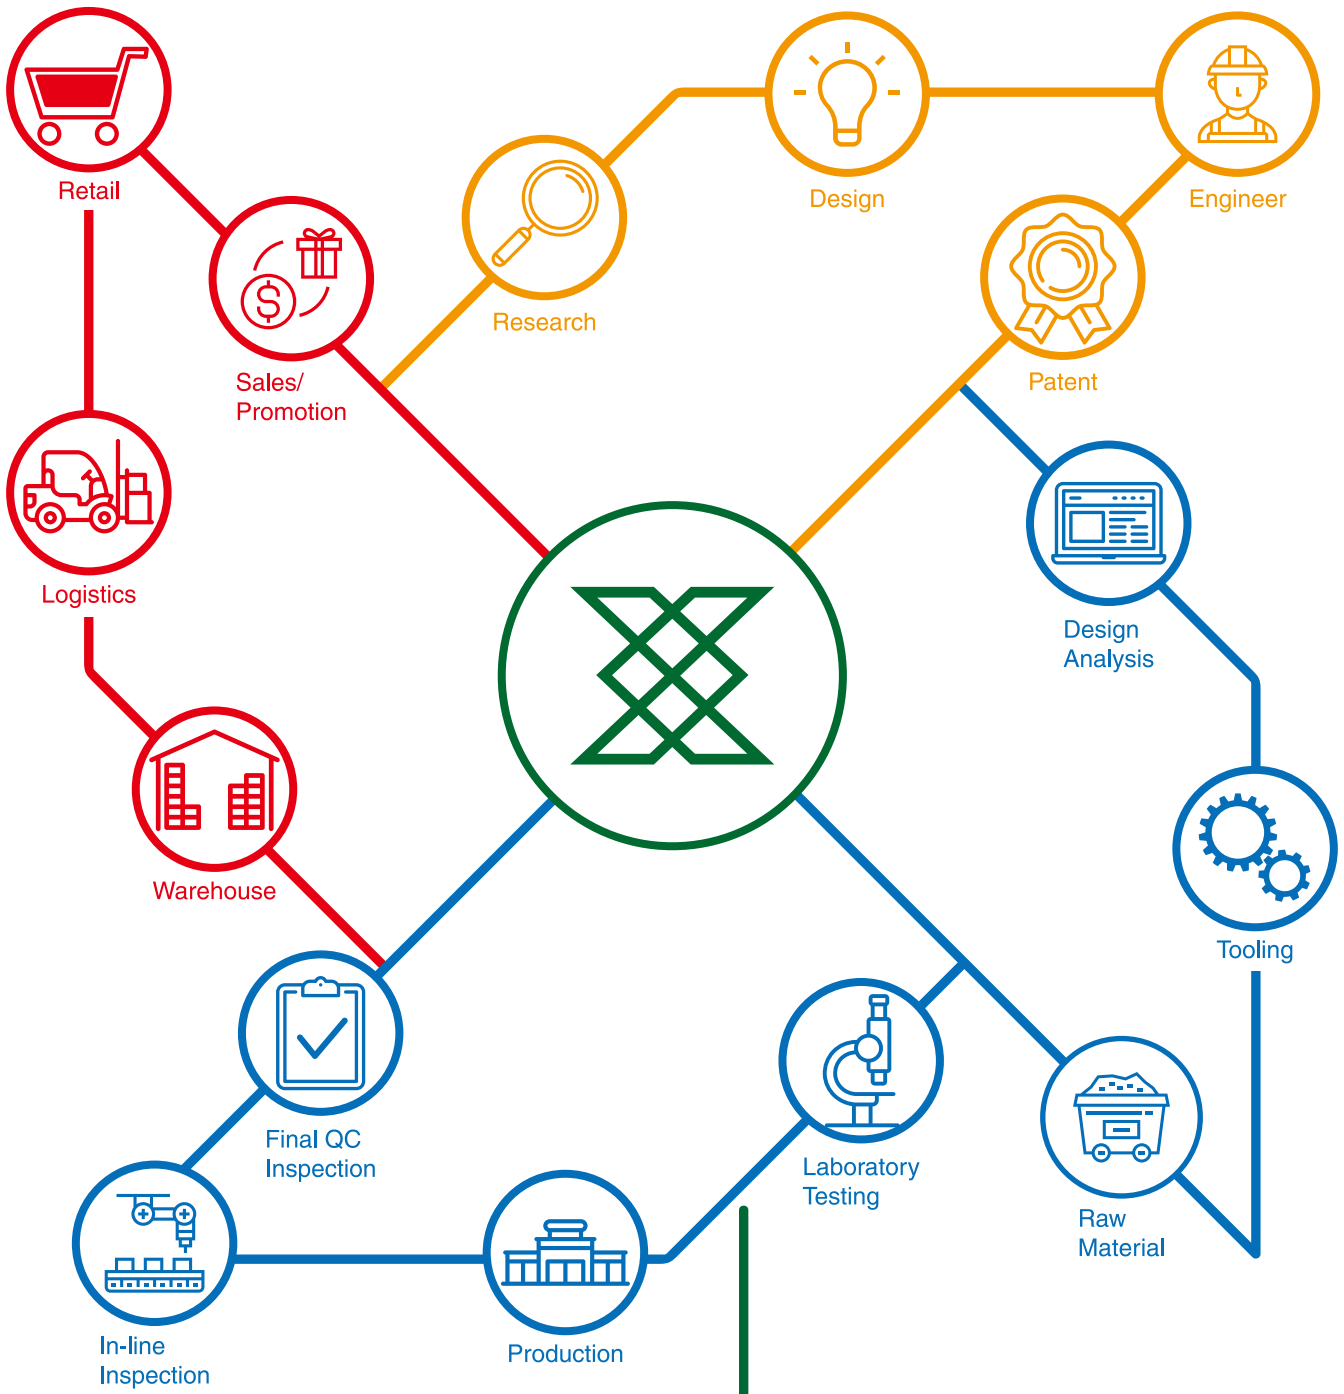 Retail
Sales/
Promotion
Research
Design
Engineer
Patent
Logistics
Design
Analysis
Warehouse
Tooling
Final QC
Inspection
Laboratory
Testing
Raw
Material
In-line
Inspection
Production